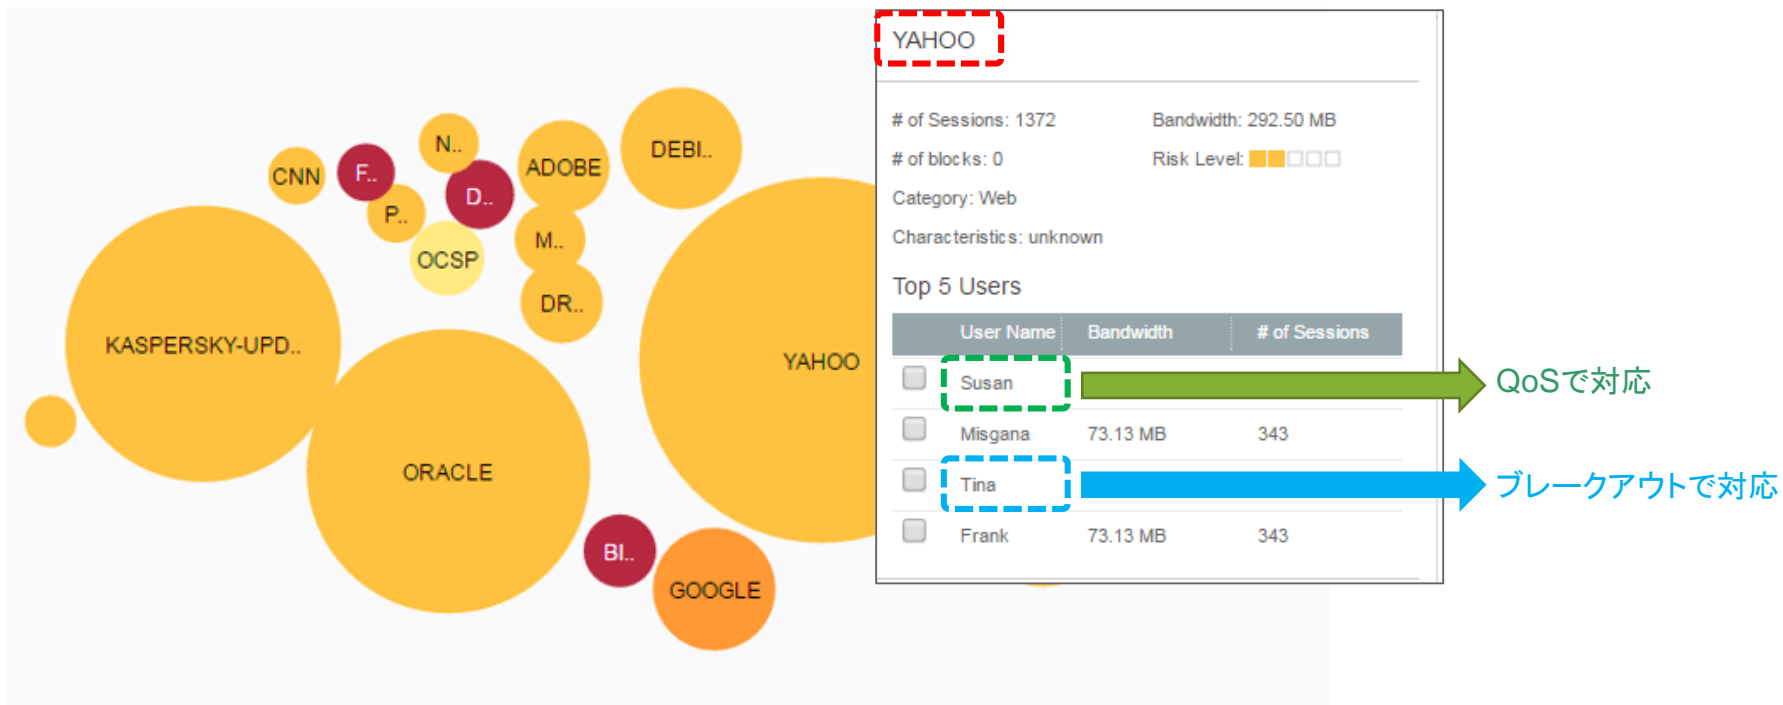 CNN
F..
N..
D..
P..
OCSP
ADOBE
M..
DR..
DEBI..
KASPERSKY-UPD..
ORACLE
YAHOO
BI..
GOOGLE
YAHOO
# of Sessions: 1372 Bandwidth: 292.50 MB
# of blocks: 0 Risk Level:
Category: Web
Characteristics: unknown
Top 5 Users
User Name Bandwidth # of Sessions
Susan
QoSで対応
Misgana 73.13 MB 343
Tina
ブレークアウトで対応
Frank 73.13 MB 343